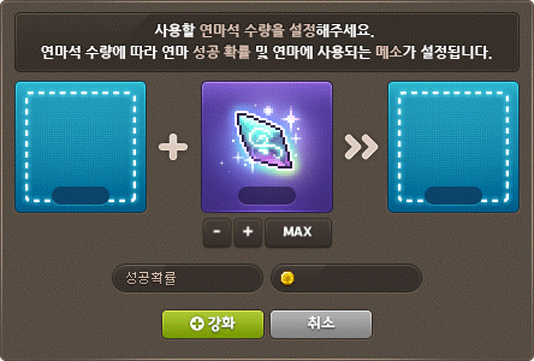 사용할 연마석 수량을 설정해주세요.
연마석 수량에 따라 연마 성공 확률 및 연마에 사용되는 메소가 설정됩니다.
- + MAX
성공확률
강화 취소